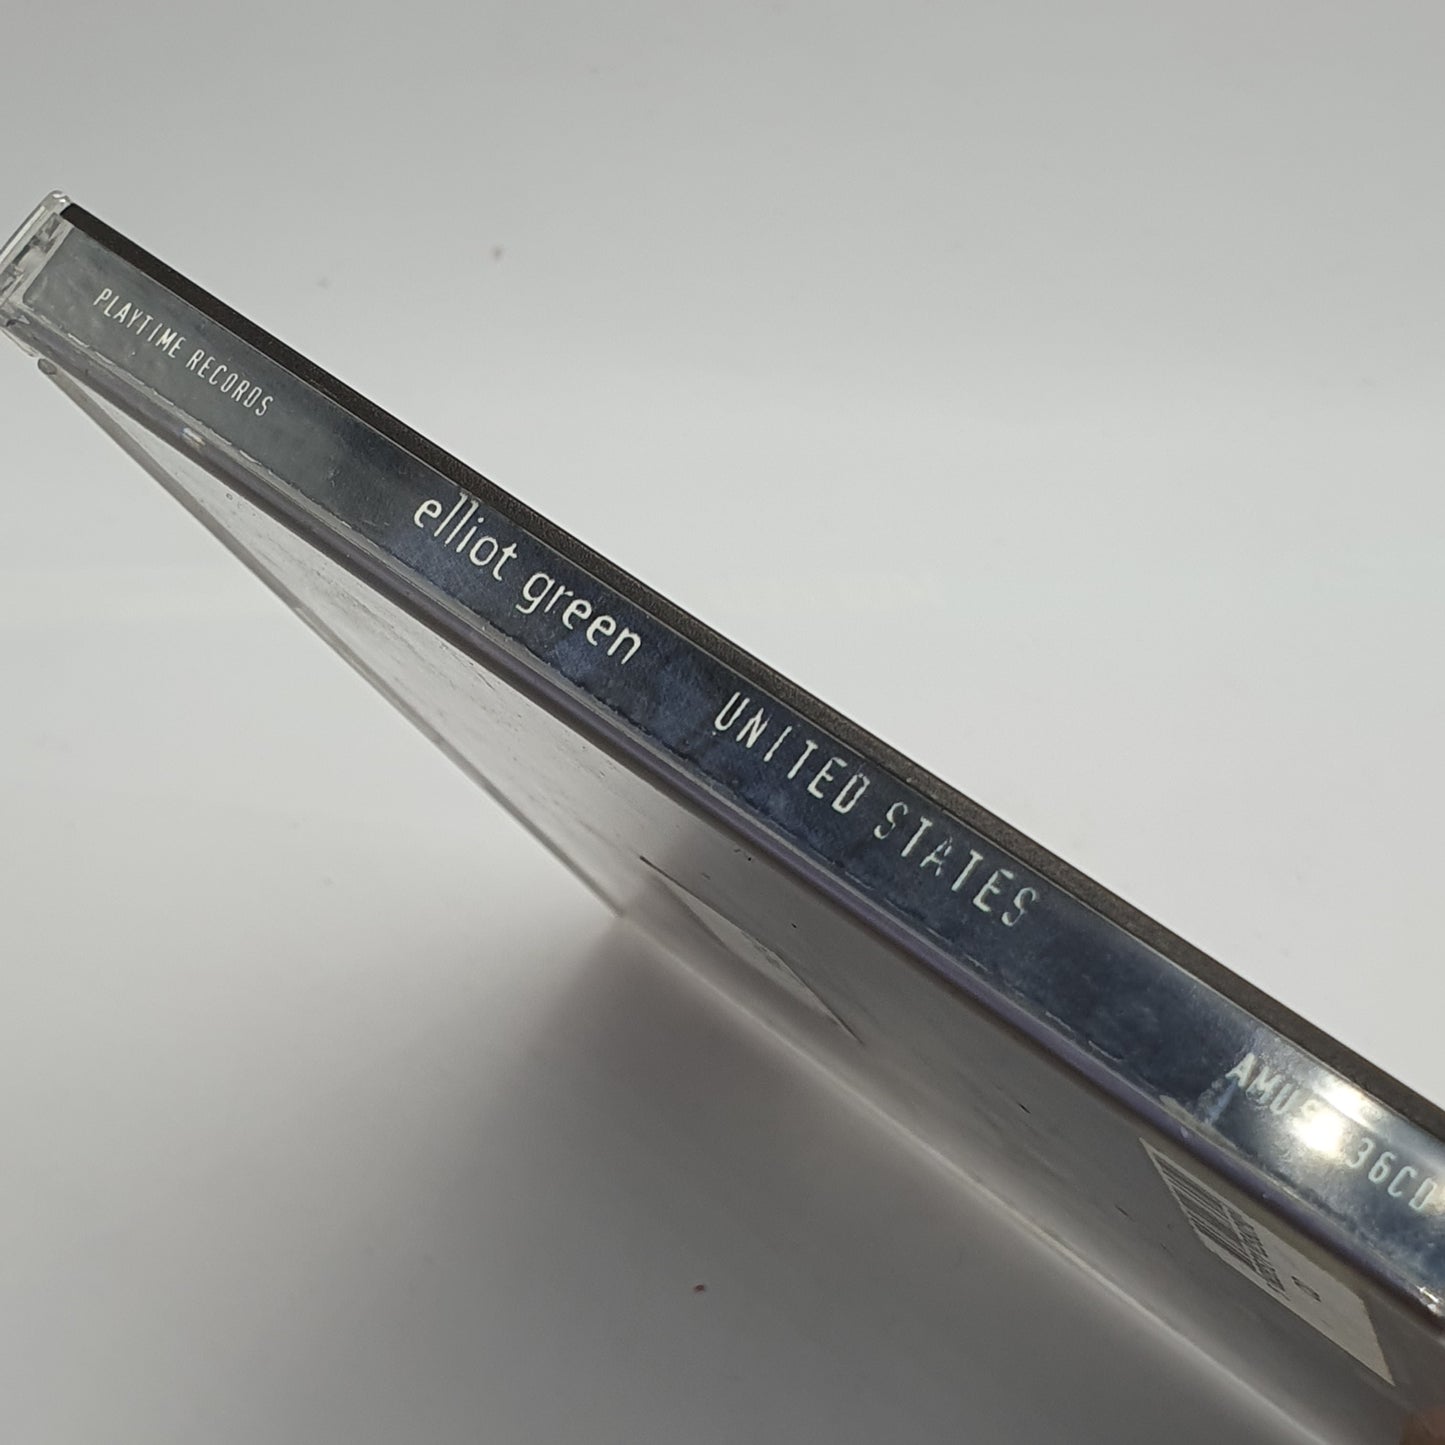 PLAYTIME RECORDS
elliot green
UNITED STATES